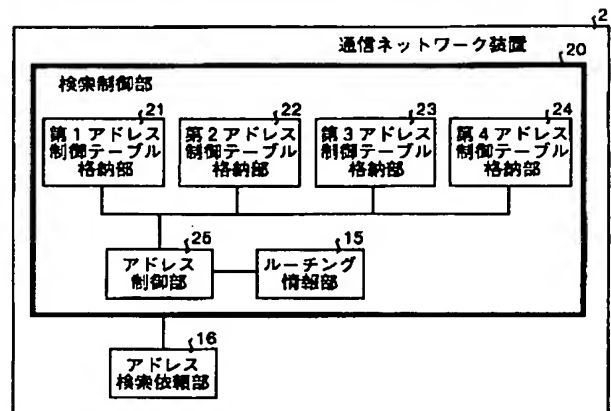 2
通信ネットワーク装置
20
検索制御部
21
22
23
24
第1アドレス
制御テーブル
格納部
第2アドレス
制御テーブル
格納部
第3アドレス
制御テーブル
格納部
第4アドレス
制御テーブル
格納部
25
15
アドレス
制御部
ルーチング
情報部
16
アドレス
検索依頼部